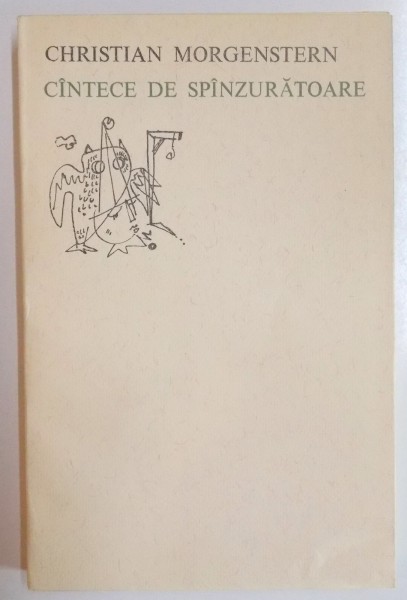 CHRISTIAN MORGENSTERN
CÎNTECE DE SPÎNZURĂTOARE